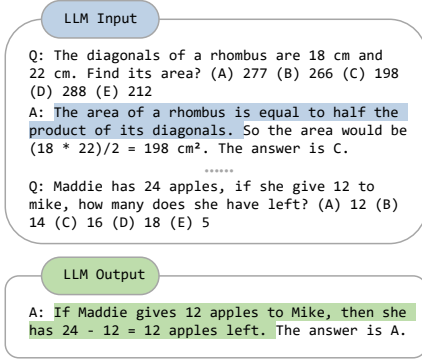 LLM Input
Q: The diagonals of a rhombus are 18 cm and
22 cm. Find its area? (A) 277 (B) 266 (C) 198
(D) 288 (E) 212
A: The area of a rhombus is equal to half the
product of its diagonals. So the area would be
(18 * 22)/2 = 198 cm². The answer is C.
......
Q: Maddie has 24 apples, if she give 12 to
mike, how many does she have left? (A) 12 (B)
14 (C) 16 (D) 18 (E) 5
LLM Output
A: If Maddie gives 12 apples to Mike, then she
has 24 - 12 = 12 apples left. The answer is A.